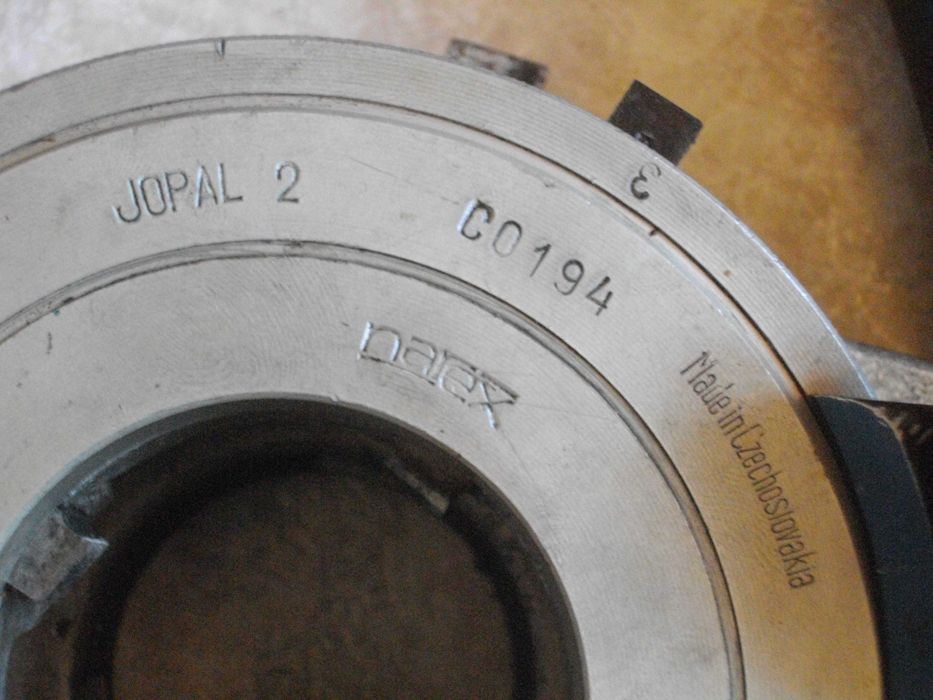 JOPAL 2
C0194
3
narex
Made in Czechoslovakia